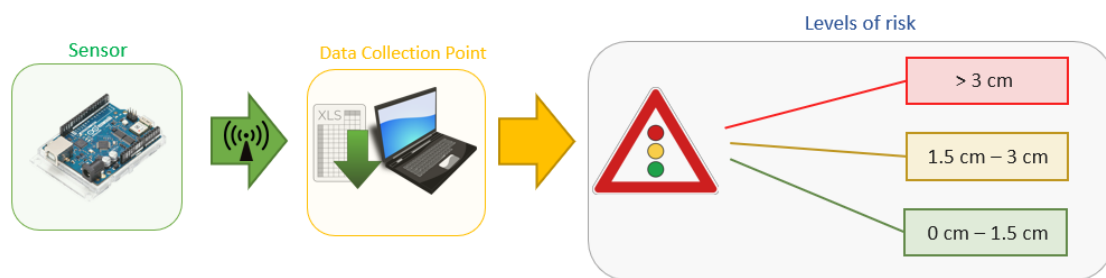 Sensor
Data Collection Point
XLS
Levels of risk
> 3 cm
1.5 cm – 3 cm
0 cm – 1.5 cm